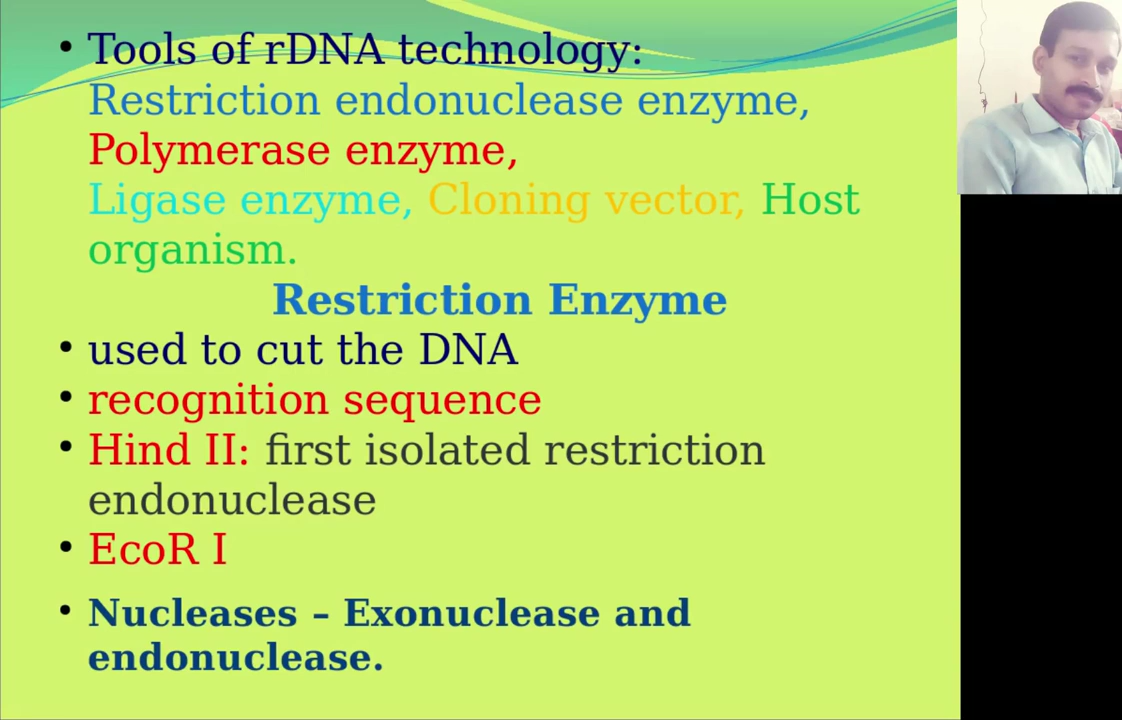 • Tools of rDNA technology:
Restriction endonuclease enzyme,
Polymerase enzyme,
Ligase enzyme, Cloning vector, Host
organism.
Restriction Enzyme
• used to cut the DNA
• recognition sequence
• Hind II: first isolated restriction
endonuclease
• EcoR I
• Nucleases – Exonuclease and
endonuclease.